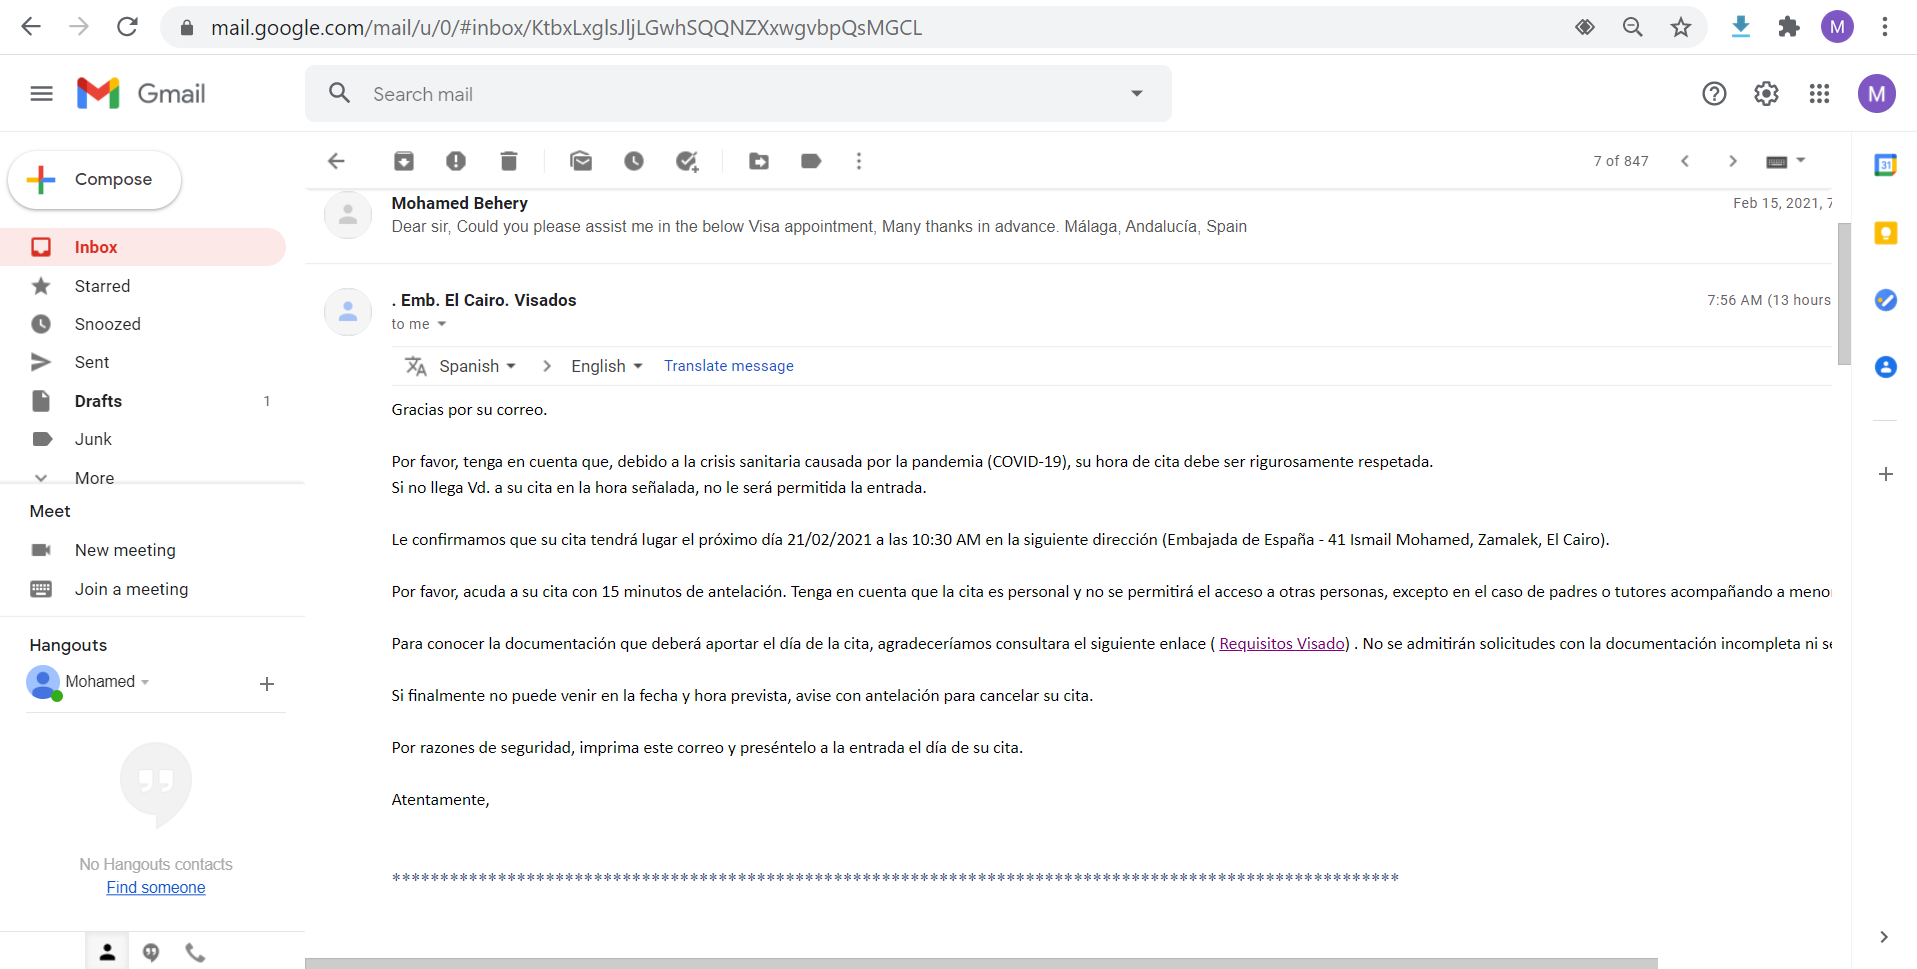 mail.google.com/mail/u/0/#inbox/KtbxLxglsJljLGwhSQQNZXxwgvbpQsMGCL
M
Gmail
Search mail
M
Compose
7 of 847
31
Inbox
Starred
Snoozed
Sent
Drafts 1
Junk
More
Meet
New meeting
Join a meeting
Hangouts
Mohamed
No Hangouts contacts
Find someone
Mohamed Behery Feb 15, 2021, 7
Dear sir, Could you please assist me in the below Visa appointment, Many thanks in advance. Málaga, Andalucía, Spain
. Emb. El Cairo. Visados 7:56 AM (13 hours
to me
Spanish > English Translate message
Gracias por su correo.
Por favor, tenga en cuenta que, debido a la crisis sanitaria causada por la pandemia (COVID-19), su hora de cita debe ser rigurosamente respetada.
Si no llega Vd. a su cita en la hora señalada, no le será permitida la entrada.
Le confirmamos que su cita tendrá lugar el próximo día 21/02/2021 a las 10:30 AM en la siguiente dirección (Embajada de España - 41 Ismail Mohamed, Zamalek, El Cairo).
Por favor, acuda a su cita con 15 minutos de antelación. Tenga en cuenta que la cita es personal y no se permitirá el acceso a otras personas, excepto en el caso de padres o tutores acompañando a meno
Para conocer la documentación que deberá aportar el día de la cita, agradeceríamos consultara el siguiente enlace ( Requisitos Visado) . No se admitirán solicitudes con la documentación incompleta ni se
Si finalmente no puede venir en la fecha y hora prevista, avise con antelación para cancelar su cita.
Por razones de seguridad, imprima este correo y preséntelo a la entrada el día de su cita.
Atentamente,